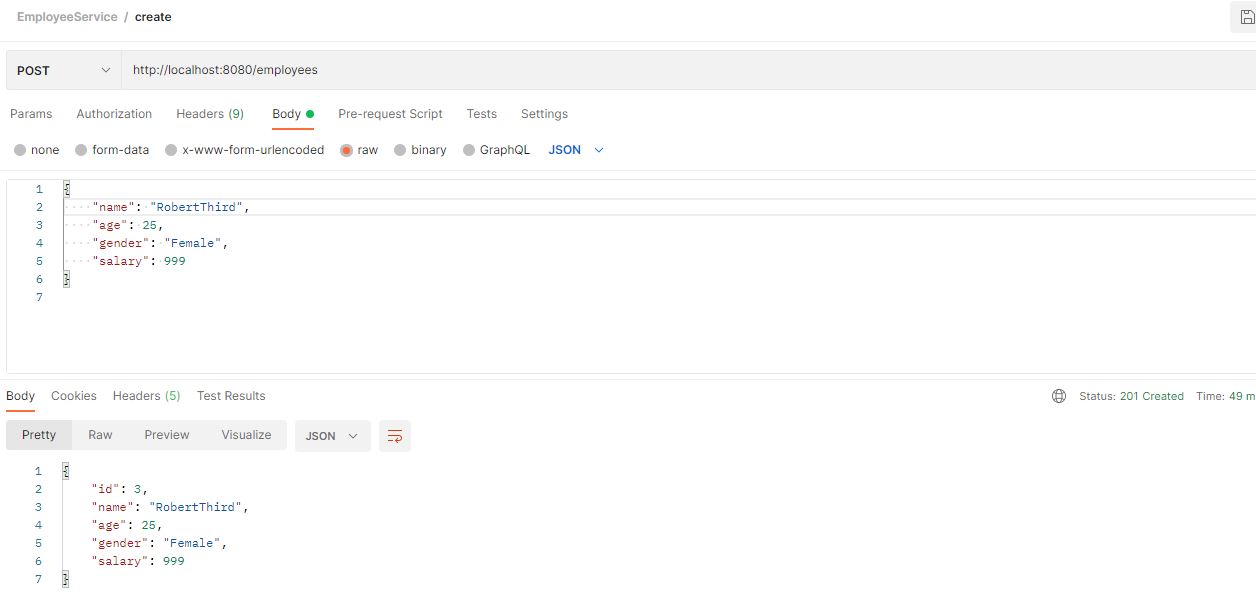 EmployeeService / create
POST http://localhost:8080/employees
Params Authorization Headers (9) Body Pre-request Script Tests Settings
none form-data x-www-form-urlencoded raw binary GraphQL JSON
1 {
2 "name": "RobertThird",
3 "age": 25,
4 "gender": "Female",
5 "salary": 999
6 }
7
Body Cookies Headers (5) Test Results Status: 201 Created Time: 49 m
Pretty Raw Preview Visualize JSON
1 {
2 "id": 3,
3 "name": "RobertThird",
4 "age": 25,
5 "gender": "Female",
6 "salary": 999
7 }